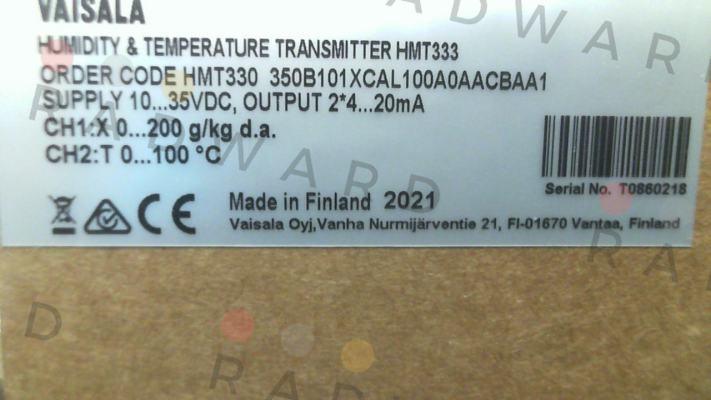 VAISALA
HUMIDITY & TEMPERATURE TRANSMITTER HMT333
ORDER CODE HMT330 350B101XCAL100A0AACBAA1
SUPPLY 10...35VDC, OUTPUT 2*4...20mA
CH1:X 0...200 g/kg d.a.
CH2:T 0...100 °C
Serial No. T0860218
CE
Made in Finland 2021
Vaisala Oyj,Vanha Nurmijärventie 21, FI-01670 Vantaa, Finland
RADWARD